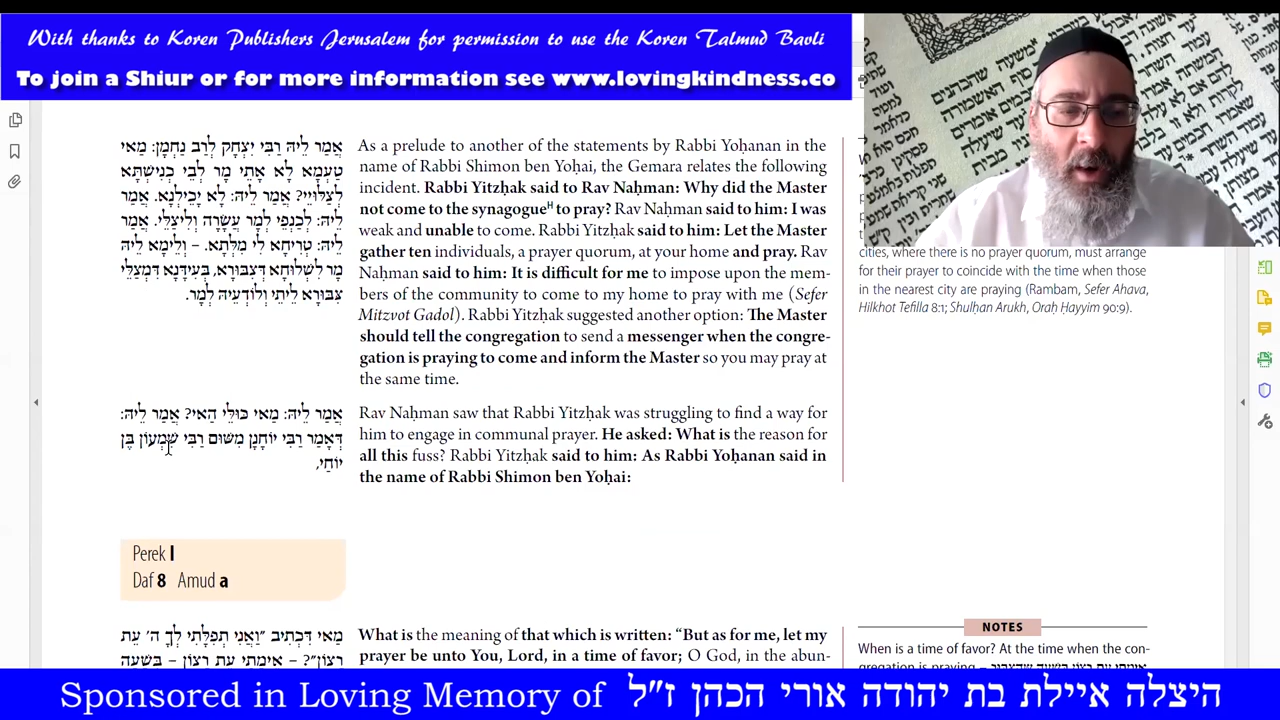 With thanks to Koren Publishers Jerusalem for permission to use the Koren Talmud Bavli
To join a Shiur or for more information see www.lovingkindness.co
אֲמַר לֵיהּ רַבִּי יִצְחָק לְרַב נַחְמָן: מַאי
טַעְמָא לָא אֲתֵי מָר לְבֵי כְּנִישְׁתָּא
לְצַלּוּיֵי? אֲמַר לֵיהּ: לָא יָכֵילְנָא. אֲמַר
לֵיהּ: לִכַּנְּפֵי לְמָר עֲשָׂרָה וְלִיצַלֵּי. אֲמַר
לֵיהּ: טְרִיחָא לִי מִלְּתָא. – וְלֵימָא לֵיהּ
מָר לִשְׁלוּחָא דְּצִבּוּרָא, בְּעִידָּנָא דִּמְצַלֵּי
צִבּוּרָא לֵיתֵי וְלוֹדְעֵיהּ לְמָר.
As a prelude to another of the statements by Rabbi Yoḥanan in the
name of Rabbi Shimon ben Yoḥai, the Gemara relates the following
incident. Rabbi Yitzḥak said to Rav Naḥman: Why did the Master
not come to the synagogueᴴ to pray? Rav Naḥman said to him: I was
weak and unable to come. Rabbi Yitzḥak said to him: Let the Master
gather ten individuals, a prayer quorum, at your home and pray. Rav
Naḥman said to him: It is difficult for me to impose upon the mem-
bers of the community to come to my home to pray with me (Sefer
Mitzvot Gadol). Rabbi Yitzḥak suggested another option: The Master
should tell the congregation to send a messenger when the congre-
gation is praying to come and inform the Master so you may pray at
the same time.
אֲמַר לֵיהּ: מַאי כּוּלֵּי הַאי? אֲמַר לֵיהּ:
דְּאָמַר רַבִּי יוֹחָנָן מִשּׁוּם רַבִּי שִׁמְעוֹן בֶּן
יוֹחַי,
Rav Naḥman saw that Rabbi Yitzḥak was struggling to find a way for
him to engage in communal prayer. He asked: What is the reason for
all this fuss? Rabbi Yitzḥak said to him: As Rabbi Yoḥanan said in
the name of Rabbi Shimon ben Yoḥai:
cities, where there is no prayer quorum, must arrange
for their prayer to coincide with the time when those
in the nearest city are praying (Rambam, Sefer Ahava,
Hilkhot Tefilla 8:1; Shulḥan Arukh, Oraḥ Ḥayyim 90:9).
Perek I
Daf 8 Amud a
מַאי דִּכְתִיב ״וַאֲנִי תְפִלָּתִי לְךָ ה׳ עֵת
רָצוֹן״? – אֵימָתַי עֵת רָצוֹן – בְּשָׁעָה
What is the meaning of that which is written: “But as for me, let my
prayer be unto You, Lord, in a time of favor; O God, in the abun-
NOTES
When is a time of favor? At the time when the con-
gregation is praying – אֵימָתַי עֵת רָצוֹן בְּשָׁעָה שֶׁהַצִּבּוּר
Sponsored in Loving Memory of היצלה איילת בת יהודה אורי הכהן ז"ל